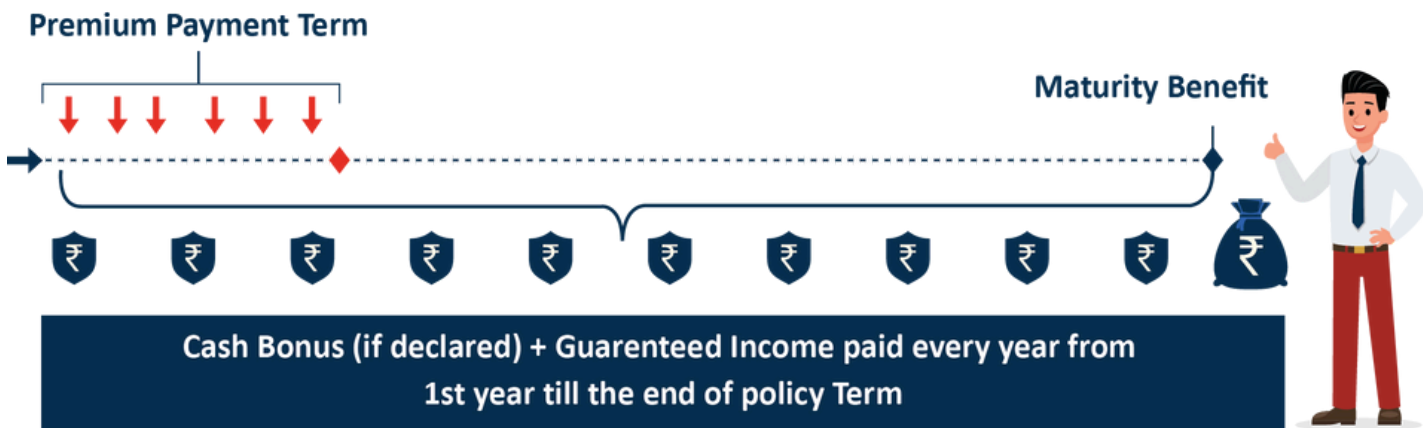 Premium Payment Term
Maturity Benefit
₹ ₹ ₹ ₹ ₹ ₹ ₹ ₹ ₹ ₹ ₹
Cash Bonus (if declared) + Guarenteed Income paid every year from
1st year till the end of policy Term